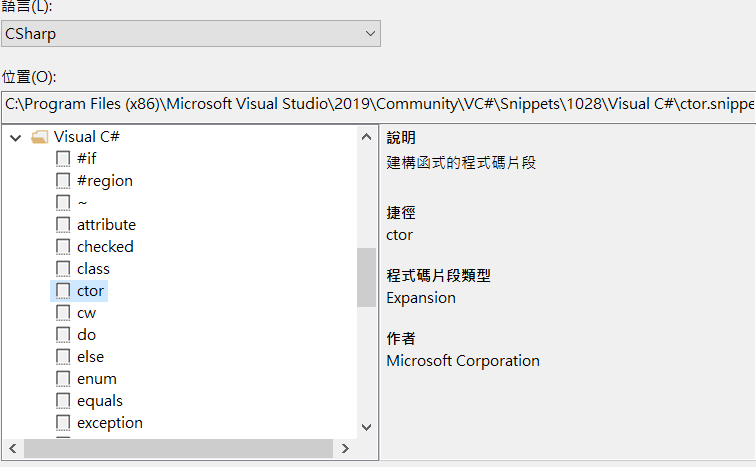 語言(L):
CSharp
位置(O):
C:\Program Files (x86)\Microsoft Visual Studio\2019\Community\VC#\Snippets\1028\Visual C#\ctor.snippe
Visual C#
#if
#region
~
attribute
checked
class
ctor
cw
do
else
enum
equals
exception
說明
建構函式的程式碼片段
捷徑
ctor
程式碼片段類型
Expansion
作者
Microsoft Corporation